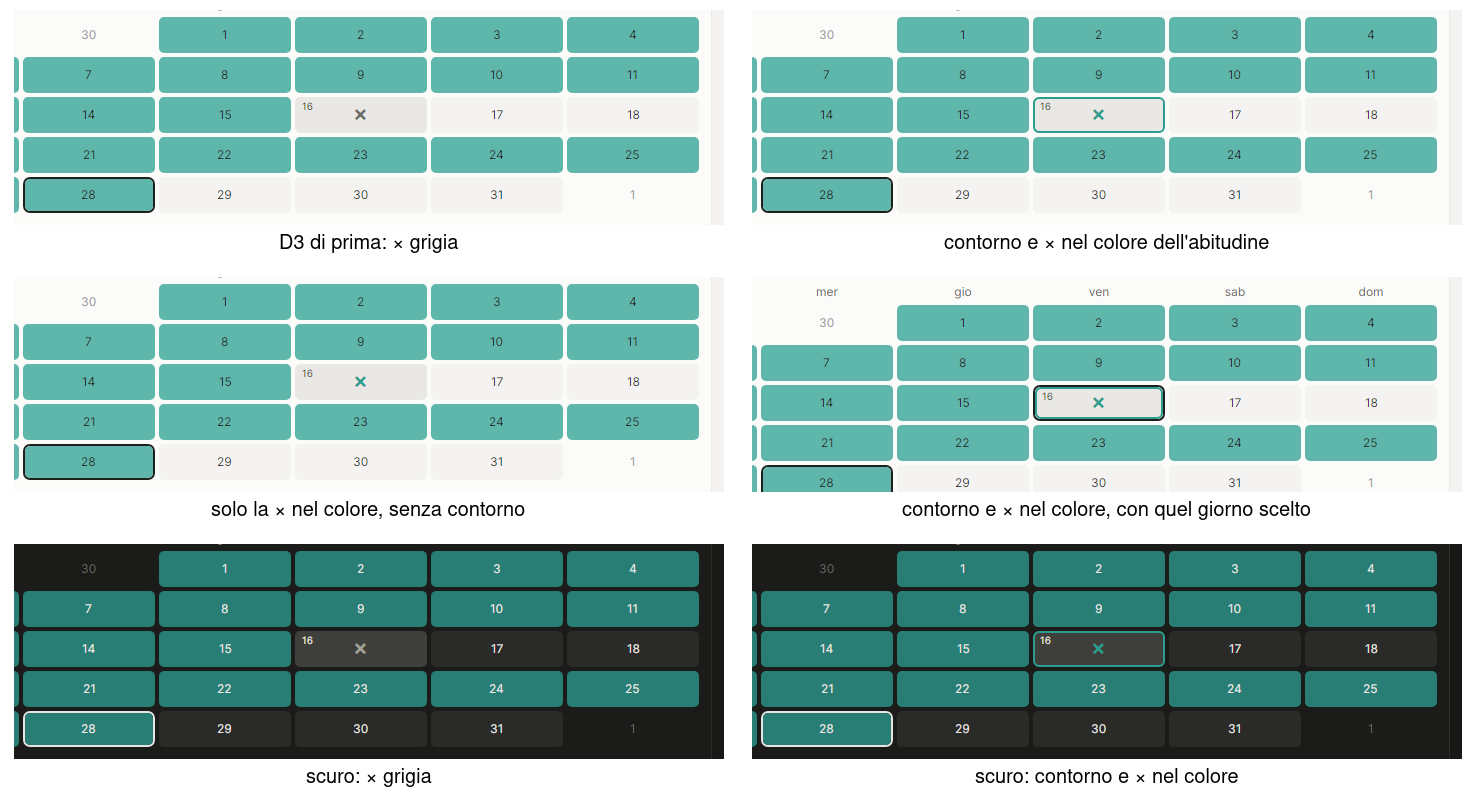 30 1 2 3 4
7 8 9 10 11
14 15 16 × 17 18
21 22 23 24 25
28 29 30 31 1
D3 di prima: × grigia
30 1 2 3 4
7 8 9 10 11
14 15 16 × 17 18
21 22 23 24 25
28 29 30 31 1
contorno e × nel colore dell'abitudine
30 1 2 3 4
7 8 9 10 11
14 15 16 × 17 18
21 22 23 24 25
28 29 30 31 1
solo la × nel colore, senza contorno
mer gio ven sab dom
30 1 2 3 4
7 8 9 10 11
14 15 16 × 17 18
21 22 23 24 25
28 29 30 31 1
contorno e × nel colore, con quel giorno scelto
30 1 2 3 4
7 8 9 10 11
14 15 16 × 17 18
21 22 23 24 25
28 29 30 31 1
scuro: × grigia
30 1 2 3 4
7 8 9 10 11
14 15 16 × 17 18
21 22 23 24 25
28 29 30 31 1
scuro: contorno e × nel colore